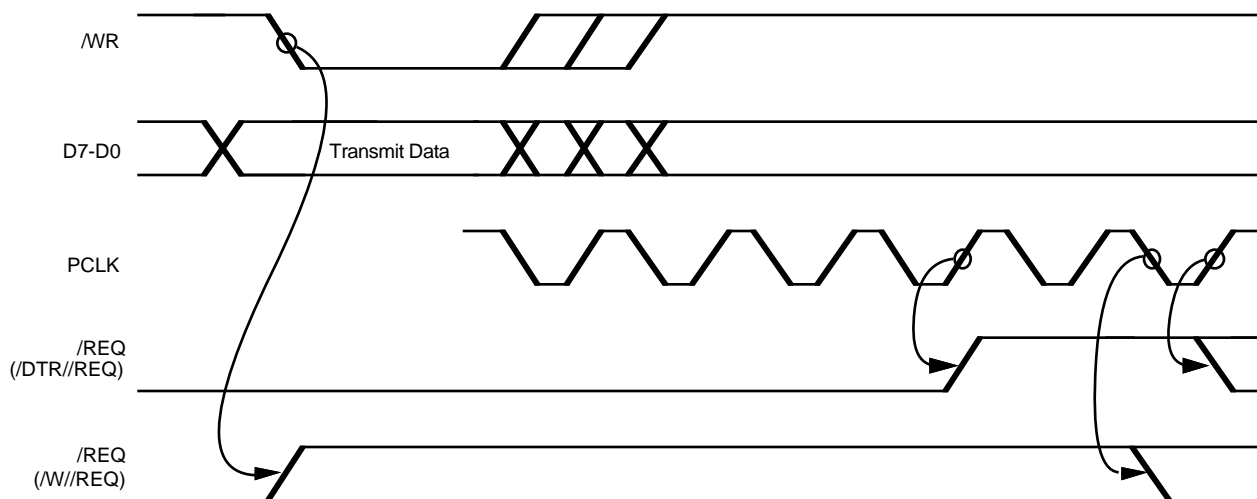 /WR
D7-D0
Transmit Data
PCLK
/REQ
(/DTR//REQ)
/REQ
(/W//REQ)